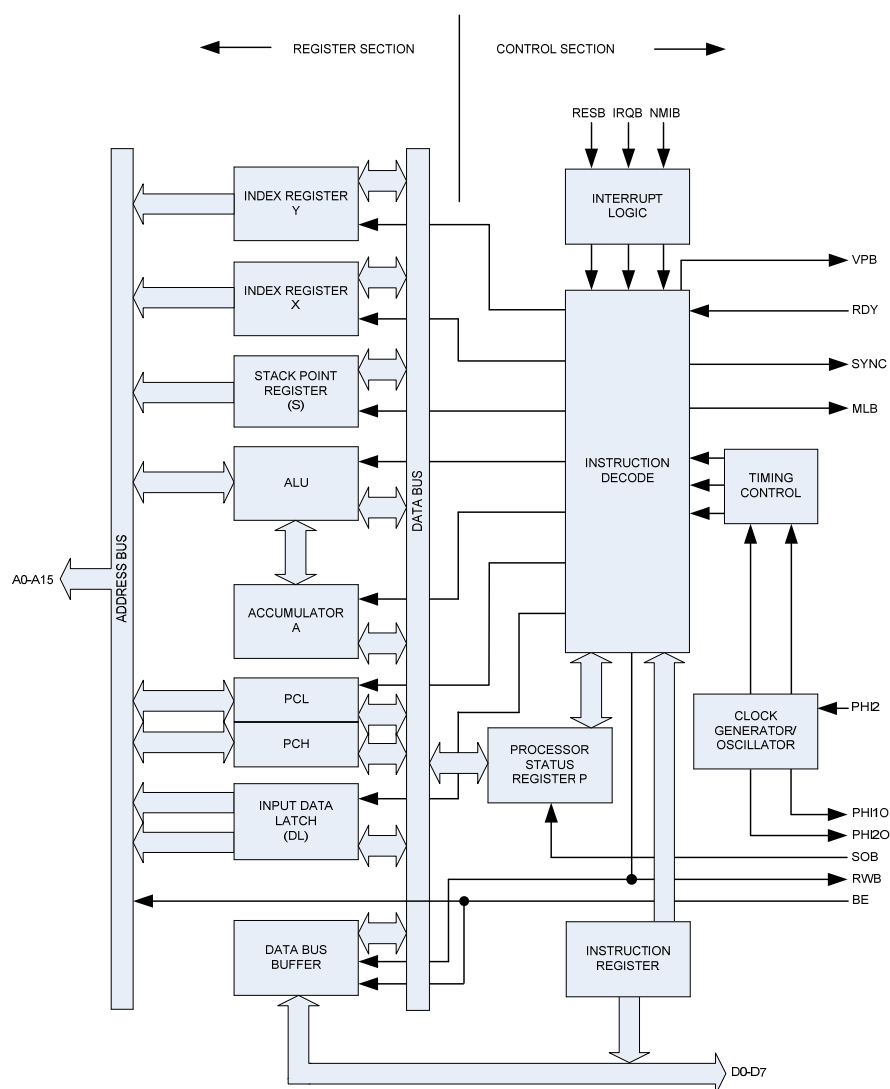 REGISTER SECTION
CONTROL SECTION
RESB IRQB NMIB
INDEX REGISTER
Y
INTERRUPT
LOGIC
VPB
INDEX REGISTER
X
RDY
STACK POINT
REGISTER
(S)
SYNC
MLB
ALU
INSTRUCTION
DECODE
TIMING
CONTROL
DATA BUS
ADDRESS BUS
A0-A15
ACCUMULATOR
A
PCL
PCH
PROCESSOR
STATUS
REGISTER P
CLOCK
GENERATOR/
OSCILLATOR
PHI2
INPUT DATA
LATCH
(DL)
PHI1O
PHI2O
SOB
RWB
BE
DATA BUS
BUFFER
INSTRUCTION
REGISTER
D0-D7